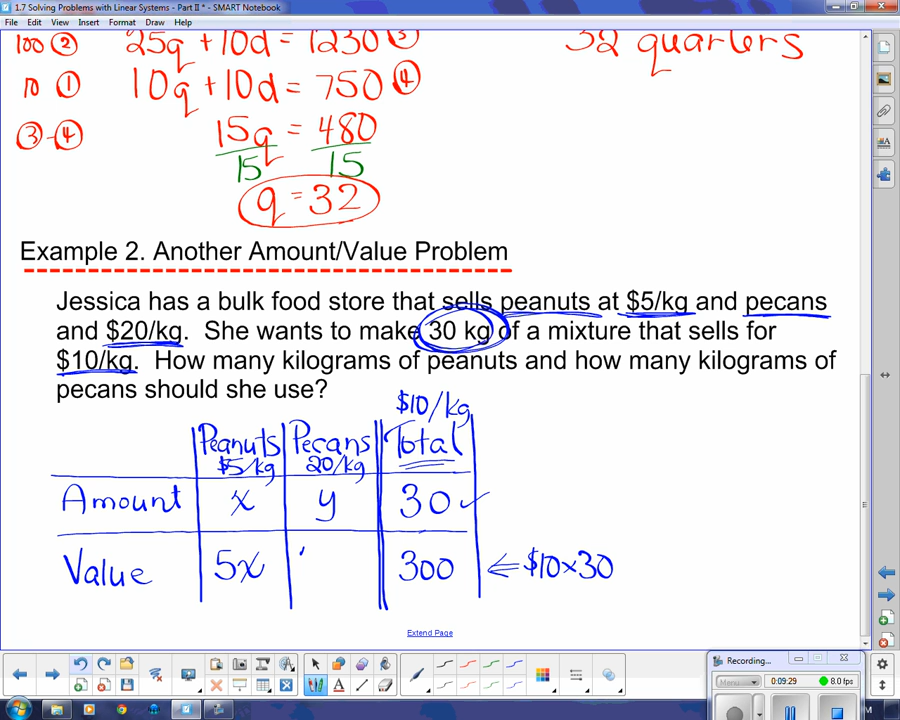 1.7 Solving Problems with Linear Systems - Part II * - SMART Notebook
File Edit View Insert Format Draw Help
100 ② 25q + 10d = 1230 ③
32 quarters
10 ① 10q + 10d = 750 ④
③-④ 15q = 480
15 15
q = 32
Example 2. Another Amount/Value Problem
Jessica has a bulk food store that sells peanuts at $5/kg and pecans
and $20/kg. She wants to make 30 kg of a mixture that sells for
$10/kg. How many kilograms of peanuts and how many kilograms of
pecans should she use?
$10/kg
Peanuts Pecans Total
$5/kg 20/kg
Amount x y 30
Value 5x 300 ⇐ $10×30
Extend Page
Recording...
Menu 0:09:29 8.0 fps